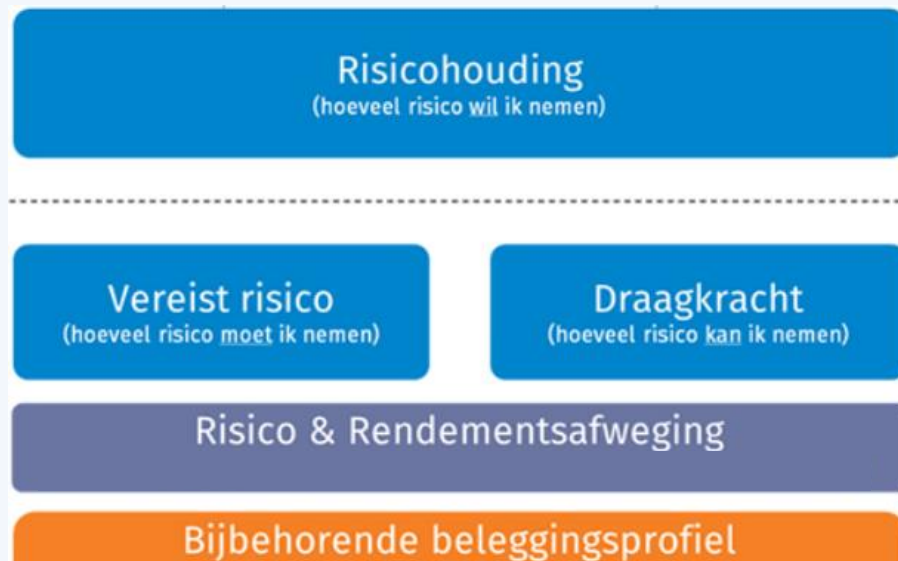 Risicohouding
(hoeveel risico wil ik nemen)
Vereist risico
(hoeveel risico moet ik nemen)
Draagkracht
(hoeveel risico kan ik nemen)
Risico & Rendementsafweging
Bijbehorende beleggingsprofiel